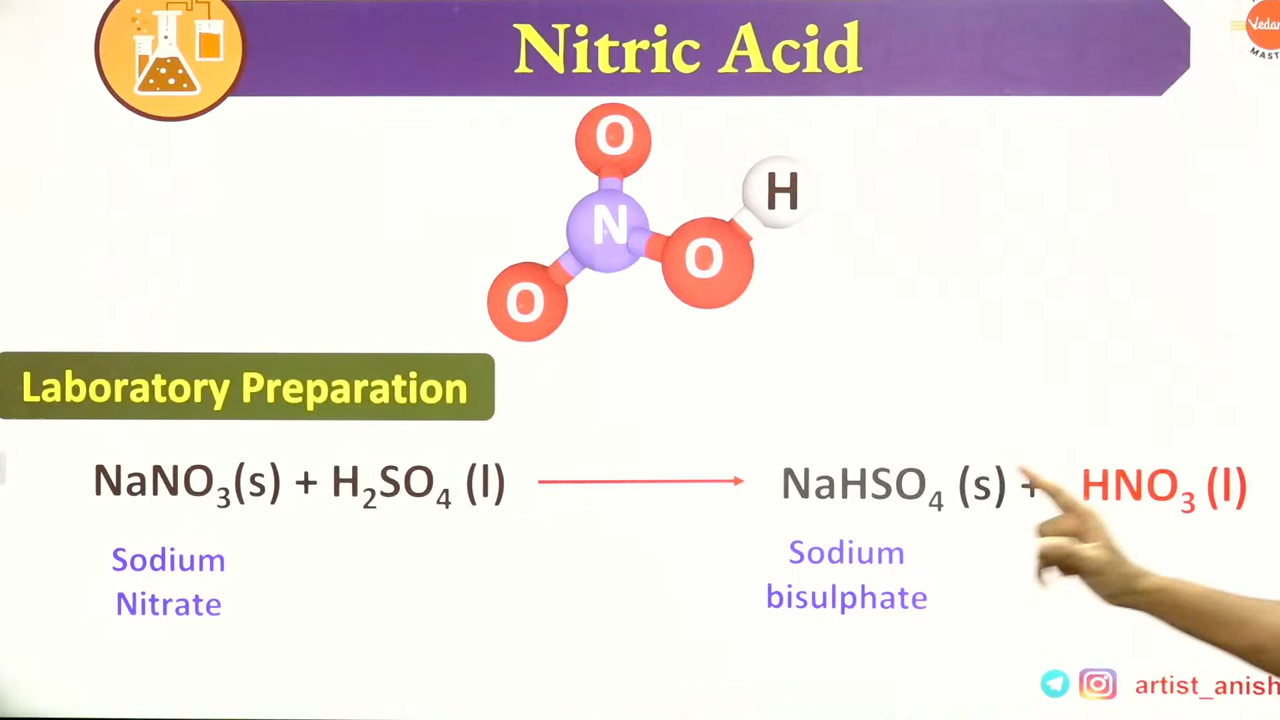 Nitric Acid
O
H
N
O
O
Laboratory Preparation
NaNO₃(s) + H₂SO₄ (l) NaHSO₄ (s) + HNO₃ (l)
Sodium
Nitrate
Sodium
bisulphate
artist_anish